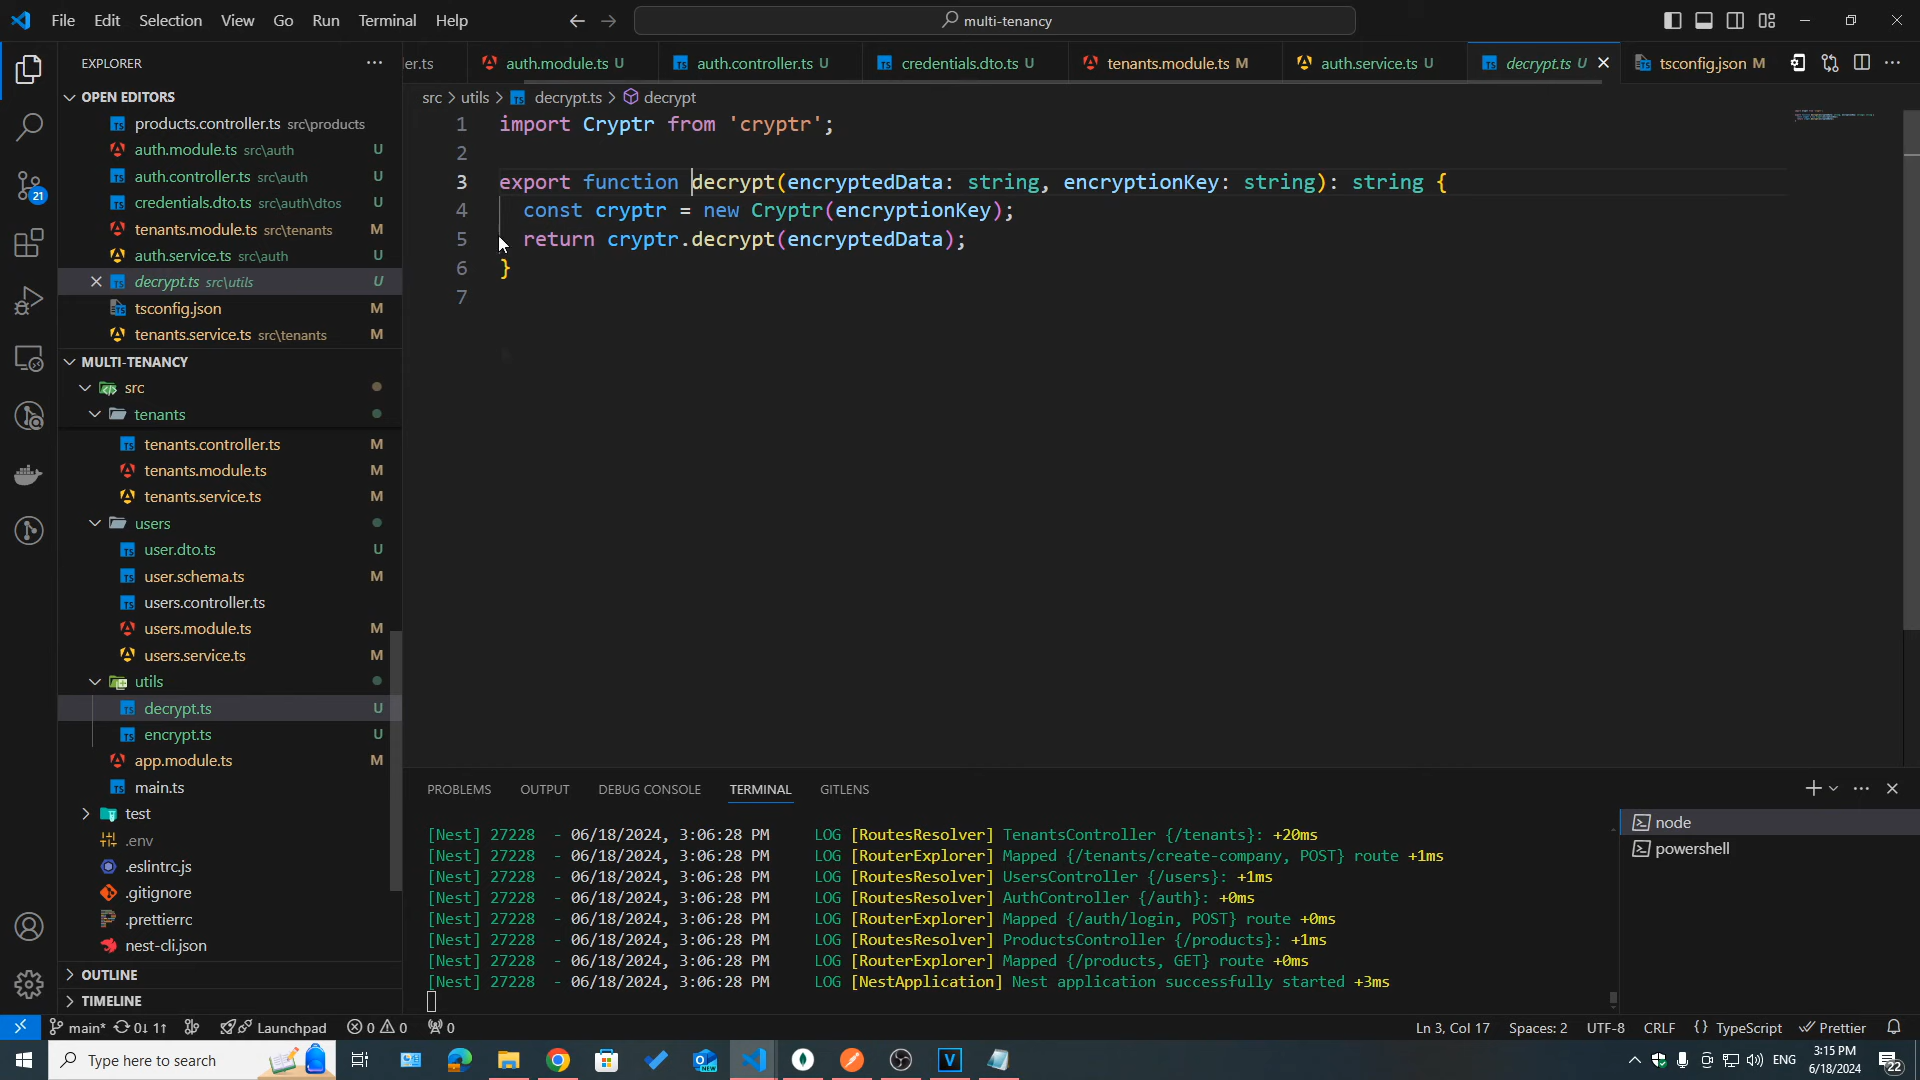 File Edit Selection View Go Run Terminal Help
multi-tenancy
EXPLORER
OPEN EDITORS
products.controller.ts src\products
auth.module.ts src\auth U
auth.controller.ts src\auth U
credentials.dto.ts src\auth\dtos U
tenants.module.ts src\tenants M
auth.service.ts src\auth U
decrypt.ts src\utils U
tsconfig.json M
tenants.service.ts src\tenants M
MULTI-TENANCY
src
tenants
tenants.controller.ts M
tenants.module.ts M
tenants.service.ts M
users
user.dto.ts U
user.schema.ts M
users.controller.ts
users.module.ts M
users.service.ts M
utils
decrypt.ts U
encrypt.ts U
app.module.ts M
main.ts
test
.env
.eslintrc.js
.gitignore
.prettierrc
nest-cli.json
OUTLINE
TIMELINE
21
ler.ts auth.module.ts U auth.controller.ts U credentials.dto.ts U tenants.module.ts M auth.service.ts U decrypt.ts U tsconfig.json M
src > utils > decrypt.ts > decrypt
1 import Cryptr from 'cryptr';
2
3 export function decrypt(encryptedData: string, encryptionKey: string): string {
4 const cryptr = new Cryptr(encryptionKey);
5 return cryptr.decrypt(encryptedData);
6 }
7
PROBLEMS OUTPUT DEBUG CONSOLE TERMINAL GITLENS
[Nest] 27228 - 06/18/2024, 3:06:28 PM LOG [RoutesResolver] TenantsController {/tenants}: +20ms
[Nest] 27228 - 06/18/2024, 3:06:28 PM LOG [RouterExplorer] Mapped {/tenants/create-company, POST} route +1ms
[Nest] 27228 - 06/18/2024, 3:06:28 PM LOG [RoutesResolver] UsersController {/users}: +1ms
[Nest] 27228 - 06/18/2024, 3:06:28 PM LOG [RoutesResolver] AuthController {/auth}: +0ms
[Nest] 27228 - 06/18/2024, 3:06:28 PM LOG [RouterExplorer] Mapped {/auth/login, POST} route +0ms
[Nest] 27228 - 06/18/2024, 3:06:28 PM LOG [RoutesResolver] ProductsController {/products}: +1ms
[Nest] 27228 - 06/18/2024, 3:06:28 PM LOG [RouterExplorer] Mapped {/products, GET} route +0ms
[Nest] 27228 - 06/18/2024, 3:06:28 PM LOG [NestApplication] Nest application successfully started +3ms
node
powershell
main* 0↓ 1↑ Launchpad 0 0 0 Ln 3, Col 17 Spaces: 2 UTF-8 CRLF {} TypeScript Prettier
Type here to search
ENG
3:15 PM
6/18/2024
22